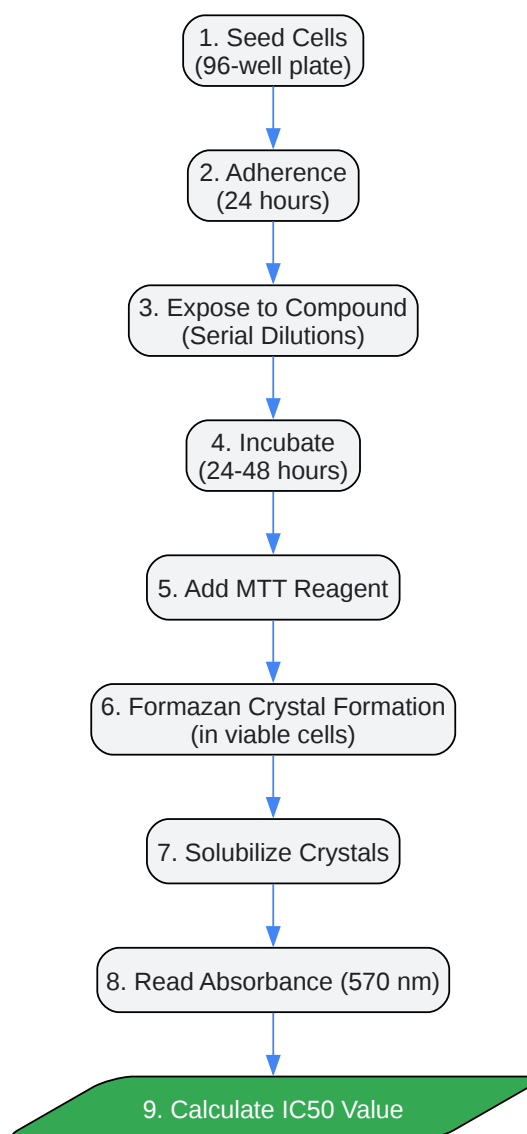 1. Seed Cells
(96-well plate)
2. Adherence
(24 hours)
3. Expose to Compound
(Serial Dilutions)
4. Incubate
(24-48 hours)
5. Add MTT Reagent
6. Formazan Crystal Formation
(in viable cells)
7. Solubilize Crystals
8. Read Absorbance (570 nm)
9. Calculate IC50 Value